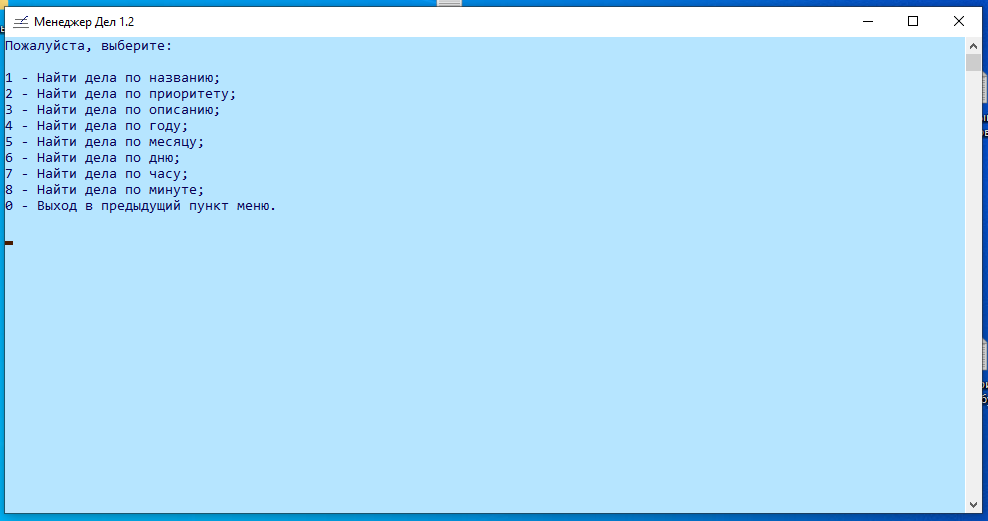 Менеджер Дел 1.2
Пожалуйста, выберите:
1 - Найти дела по названию;
2 - Найти дела по приоритету;
3 - Найти дела по описанию;
4 - Найти дела по году;
5 - Найти дела по месяцу;
6 - Найти дела по дню;
7 - Найти дела по часу;
8 - Найти дела по минуте;
0 - Выход в предыдущий пункт меню.